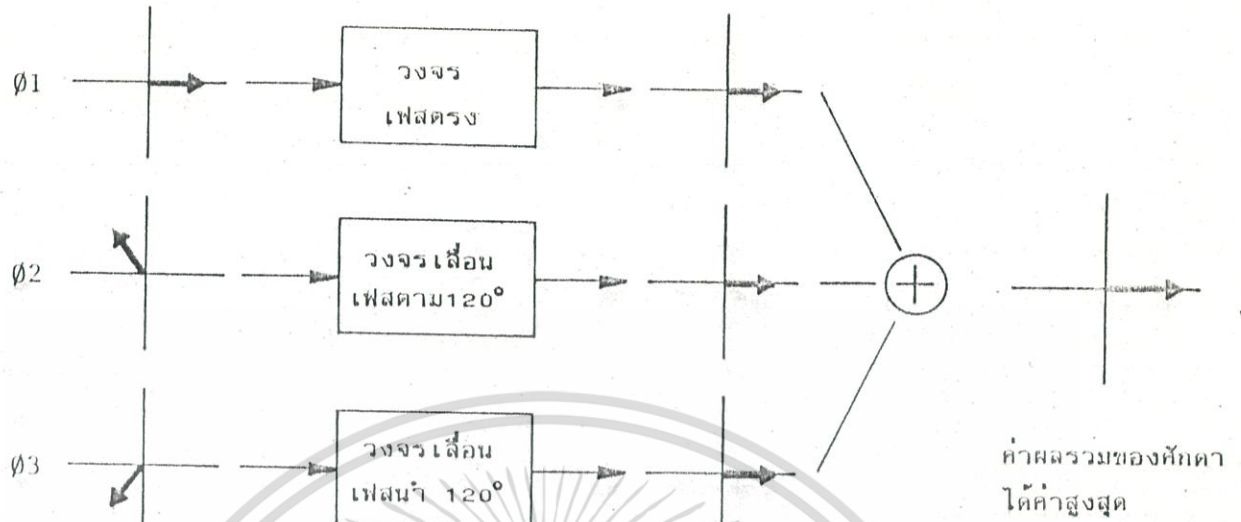 Ø1
วงจร
เฟสตรง
Ø2
วงจรเลื่อน
เฟสตาม120°
Ø3
วงจรเลื่อน
เฟสนำ 120°
ค่าผลรวมของศักดา
ได้ค่าสูงสุด